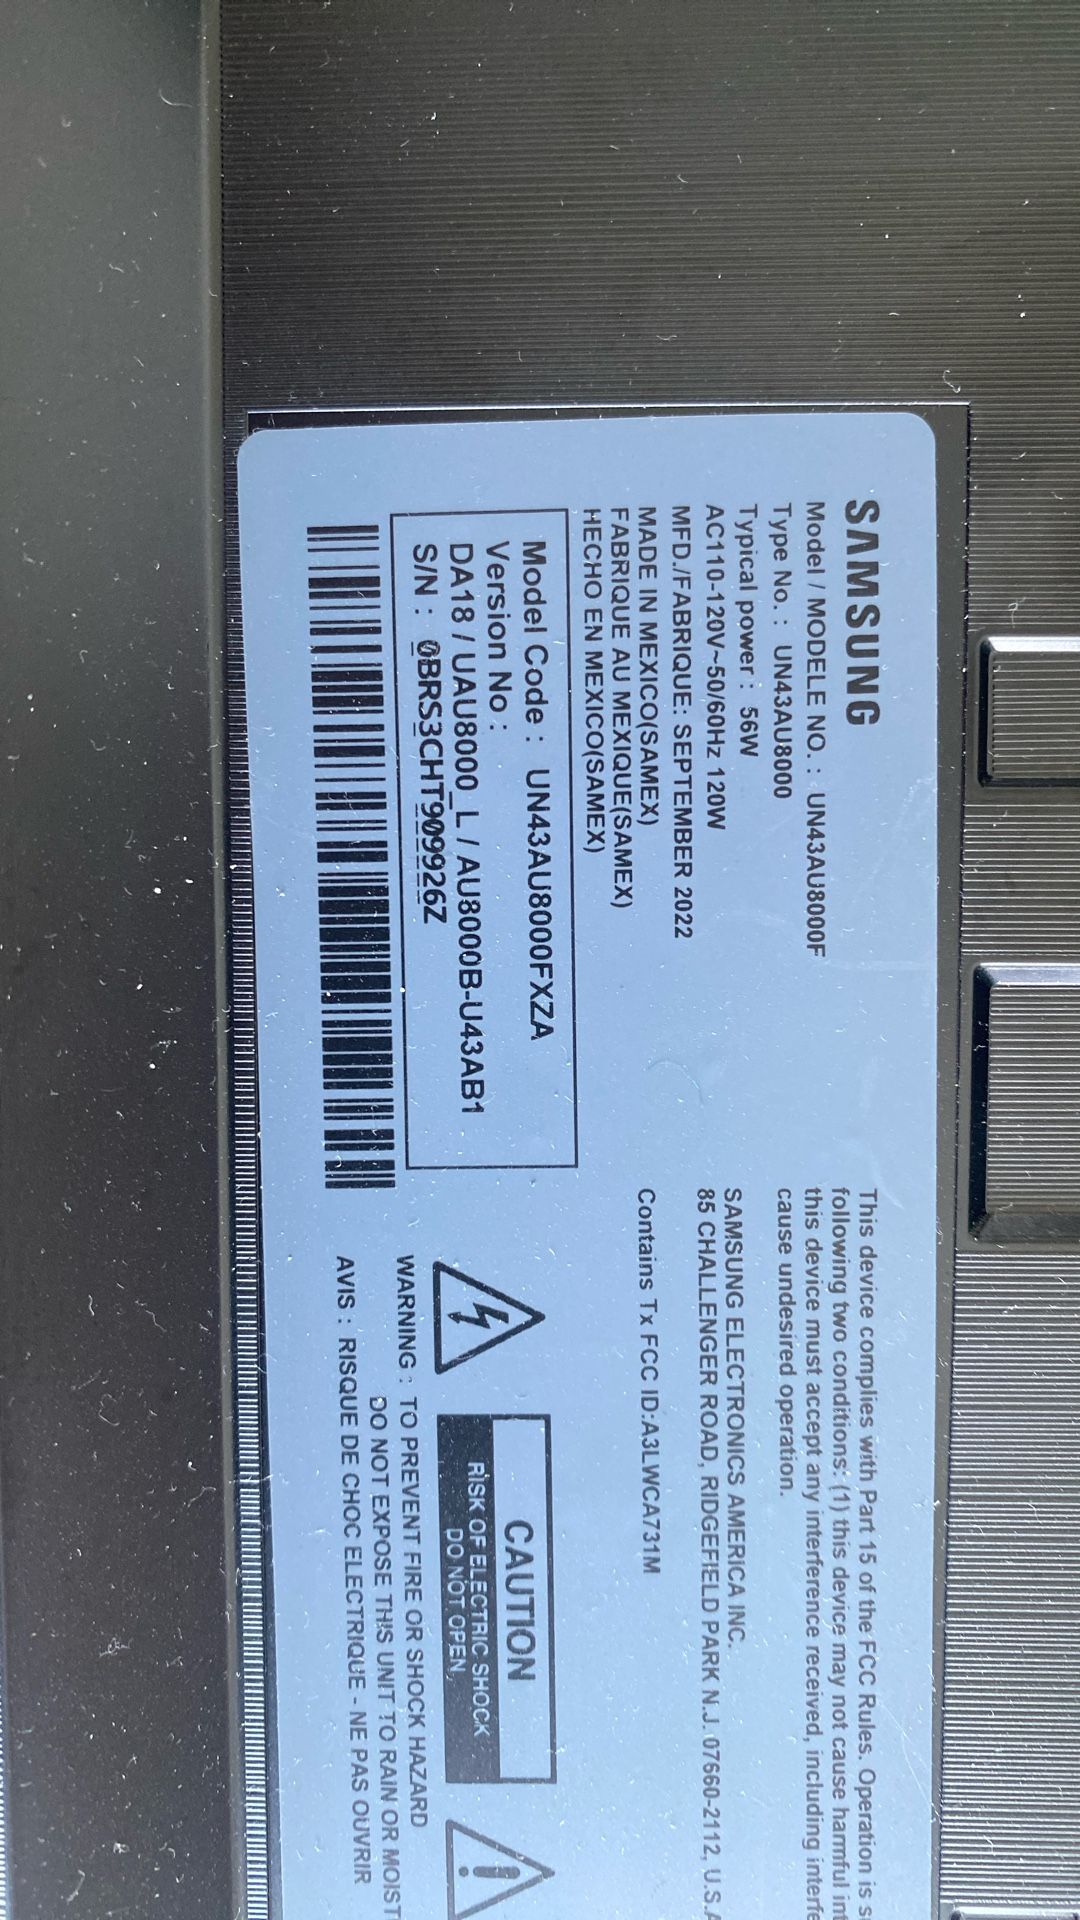 SAMSUNG
Model / MODELE NO. : UN43AU8000F
Type No. : UN43AU8000
Typical power : 56W
AC110-120V~50/60Hz 120W
MFD./FABRIQUE: SEPTEMBER 2022
MADE IN MEXICO(SAMEX)
FABRIQUE AU MEXIQUE(SAMEX)
HECHO EN MEXICO(SAMEX)
Model Code : UN43AU8000FXZA
Version No :
DA18 / UAU8000_L / AU8000B-U43AB1
S/N : 0BRS3CHT909926Z
This device complies with Part 15 of the FCC Rules. Operation is
following two conditions: (1) this device may not cause harmful
this device must accept any interference received, including
cause undesired operation.
SAMSUNG ELECTRONICS AMERICA INC.
85 CHALLENGER ROAD, RIDGEFIELD PARK N.J. 07660-2112, U.S.A
Contains Tx FCC ID:A3LWCA731M
CAUTION
RISK OF ELECTRIC SHOCK
DO NOT OPEN
WARNING : TO PREVENT FIRE OR SHOCK HAZARD
DO NOT EXPOSE THIS UNIT TO RAIN OR
AVIS : RISQUE DE CHOC ELECTRIQUE - NE PAS OUVRIR